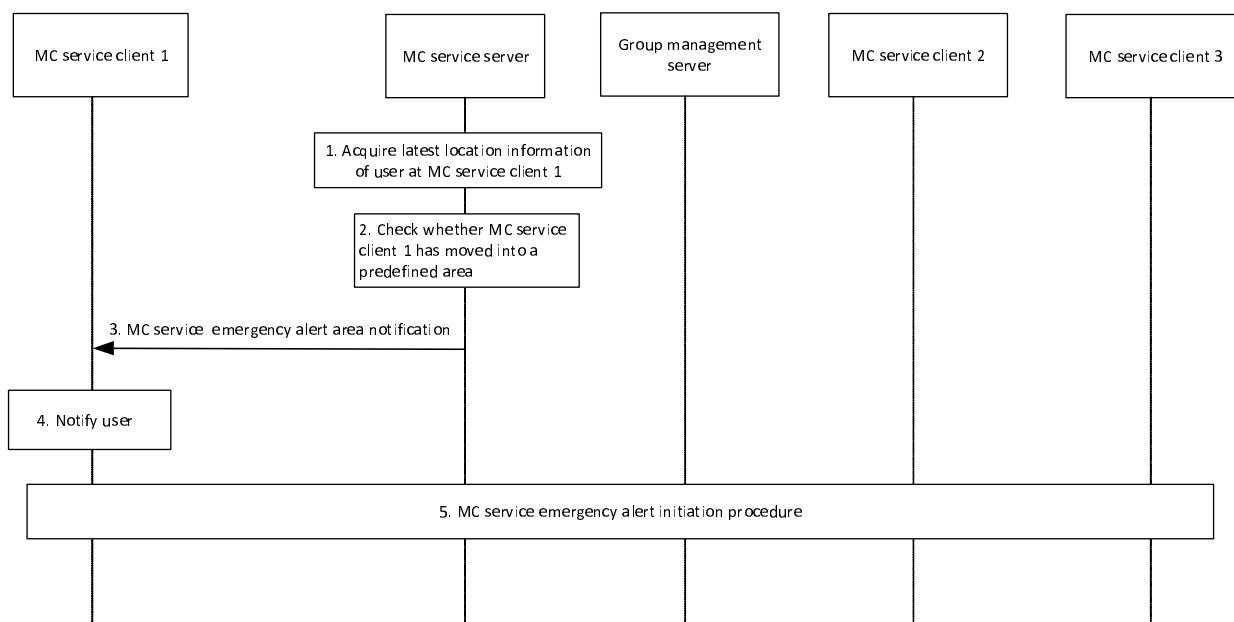 MC service client 1
MC service server
Group management
server
MC service client 2
MC service client 3
1. Acquire latest location information
of user at MC service client 1
2. Check whether MC service
client 1 has moved into a
predefined area
3. MC service emergency alert area notification
4. Notify user
5. MC service emergency alert initiation procedure